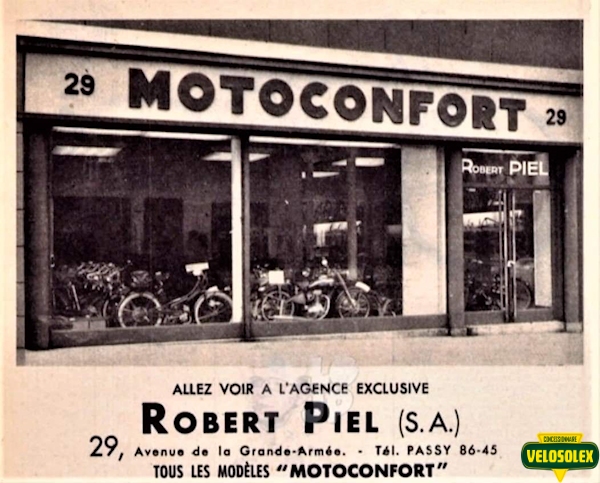 29 MOTOCONFORT 29
ROBERT PIEL
ALLEZ VOIR A L'AGENCE EXCLUSIVE
ROBERT PIEL (S.A.)
29, Avenue de la Grande-Armée. - Tél. PASSY 86-45
TOUS LES MODÈLES "MOTOCONFORT"
CONCESSIONNAIRE
VELOSOLEX